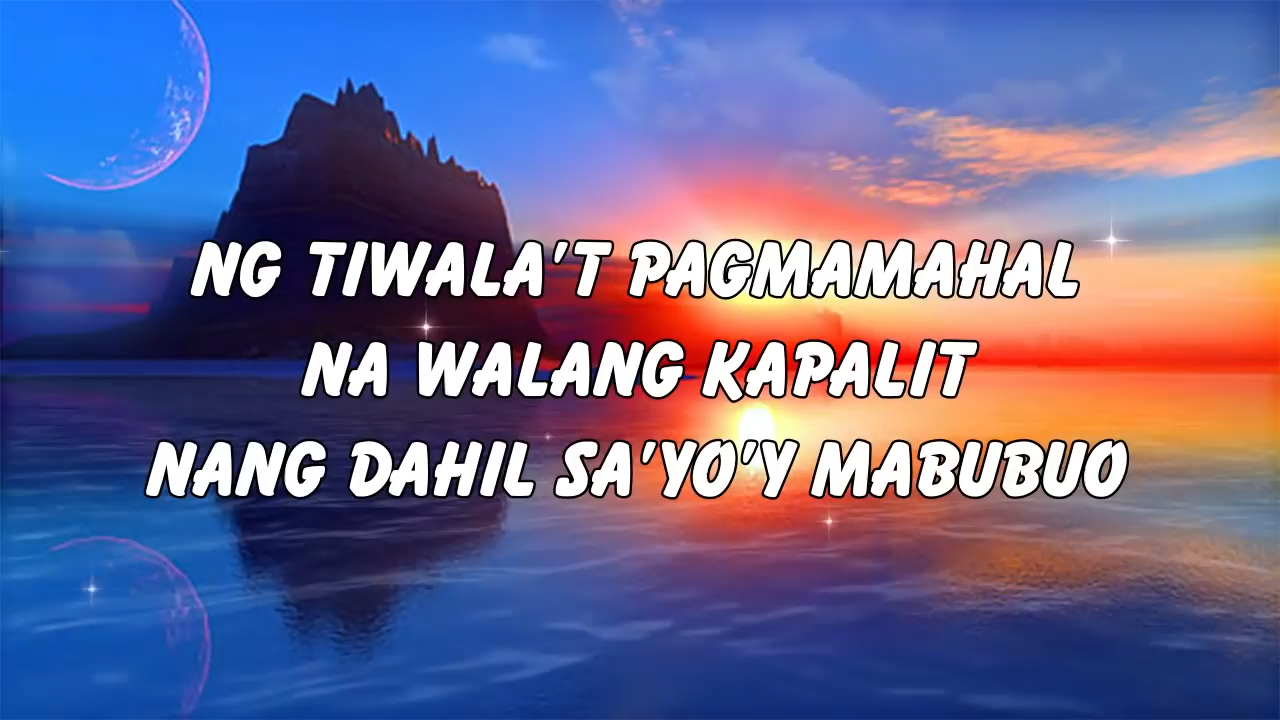 NG TIWALA'T PAGMAMAHAL
NA WALANG KAPALIT
NANG DAHIL SA'YO'Y MABUBUO